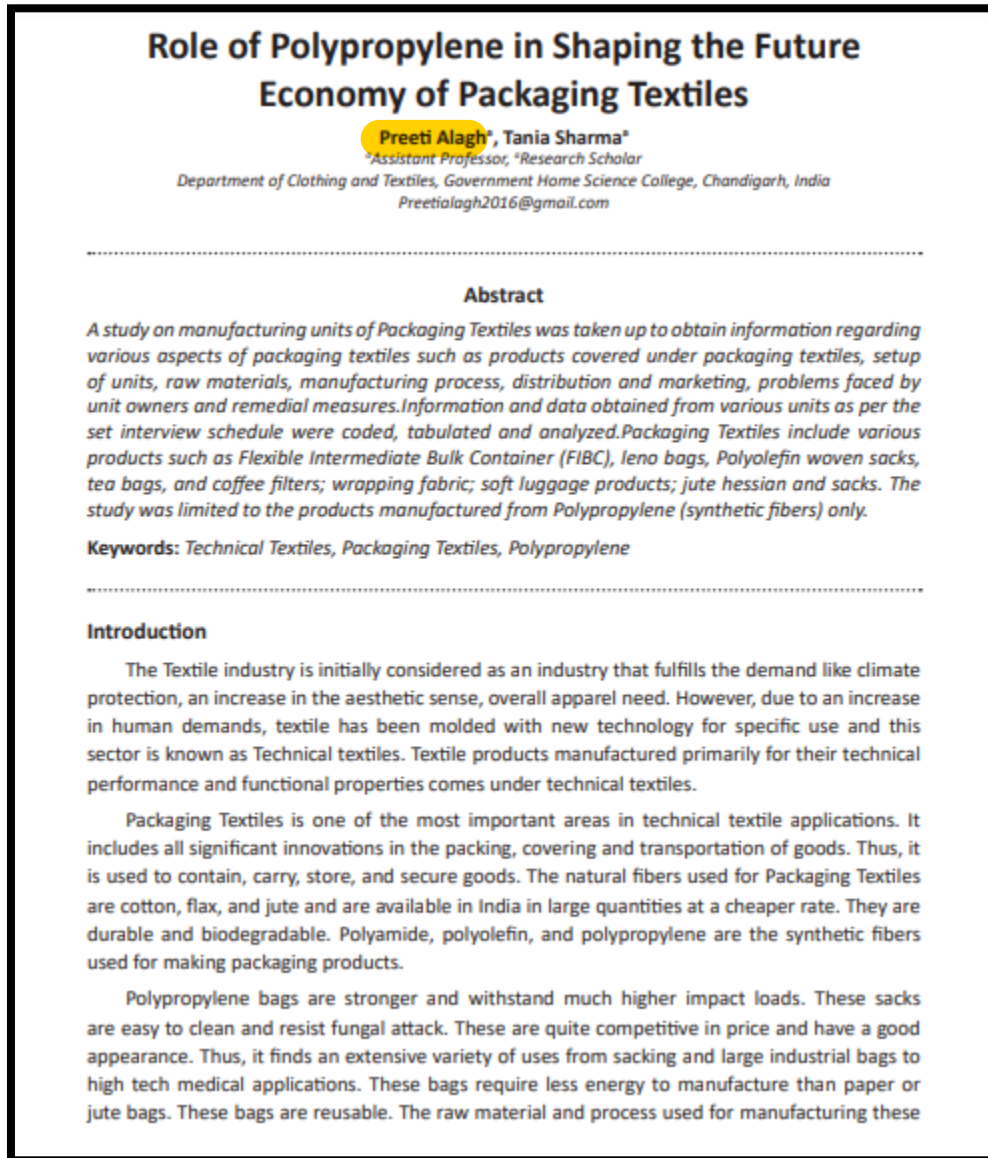 Role of Polypropylene in Shaping the Future
Economy of Packaging Textiles
Preeti Alaghª, Tania Sharmaª
ªAssistant Professor, ªResearch Scholar
Department of Clothing and Textiles, Government Home Science College, Chandigarh, India
Preetialagh2016@gmail.com
Abstract
A study on manufacturing units of Packaging Textiles was taken up to obtain information regarding
various aspects of packaging textiles such as products covered under packaging textiles, setup
of units, raw materials, manufacturing process, distribution and marketing, problems faced by
unit owners and remedial measures.Information and data obtained from various units as per the
set interview schedule were coded, tabulated and analyzed.Packaging Textiles include various
products such as Flexible Intermediate Bulk Container (FIBC), leno bags, Polyolefin woven sacks,
tea bags, and coffee filters; wrapping fabric; soft luggage products; jute hessian and sacks. The
study was limited to the products manufactured from Polypropylene (synthetic fibers) only.
Keywords: Technical Textiles, Packaging Textiles, Polypropylene
Introduction
The Textile industry is initially considered as an industry that fulfills the demand like climate
protection, an increase in the aesthetic sense, overall apparel need. However, due to an increase
in human demands, textile has been molded with new technology for specific use and this
sector is known as Technical textiles. Textile products manufactured primarily for their technical
performance and functional properties comes under technical textiles.
Packaging Textiles is one of the most important areas in technical textile applications. It
includes all significant innovations in the packing, covering and transportation of goods. Thus, it
is used to contain, carry, store, and secure goods. The natural fibers used for Packaging Textiles
are cotton, flax, and jute and are available in India in large quantities at a cheaper rate. They are
durable and biodegradable. Polyamide, polyolefin, and polypropylene are the synthetic fibers
used for making packaging products.
Polypropylene bags are stronger and withstand much higher impact loads. These sacks
are easy to clean and resist fungal attack. These are quite competitive in price and have a good
appearance. Thus, it finds an extensive variety of uses from sacking and large industrial bags to
high tech medical applications. These bags require less energy to manufacture than paper or
jute bags. These bags are reusable. The raw material and process used for manufacturing these